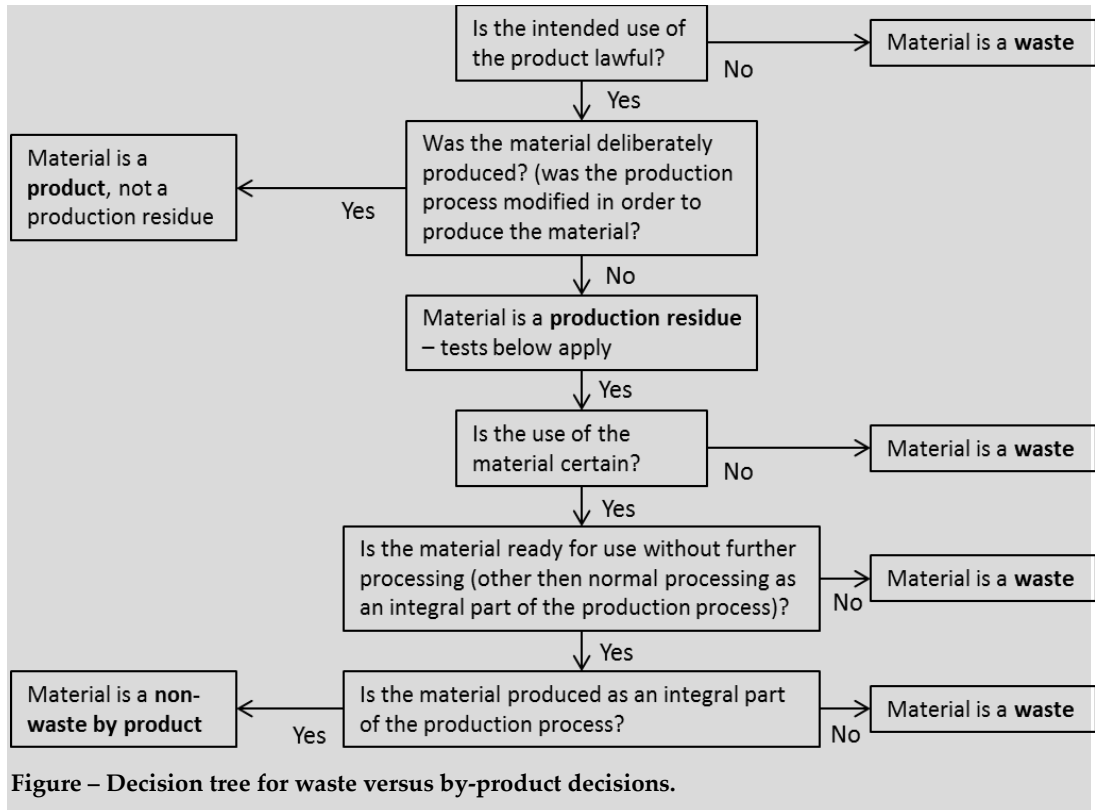 Is the intended use of
the product lawful?
No
Material is a waste
Yes
Was the material deliberately
produced? (was the production
process modified in order to
produce the material?
Yes
Material is a
product, not a
production residue
No
Material is a production residue
– tests below apply
Yes
Is the use of the
material certain?
No
Material is a waste
Yes
Is the material ready for use without further
processing (other then normal processing as
an integral part of the production process)?
No
Material is a waste
Yes
Is the material produced as an integral part
of the production process?
Yes
Material is a non-
waste by product
No
Material is a waste
Figure – Decision tree for waste versus by-product decisions.